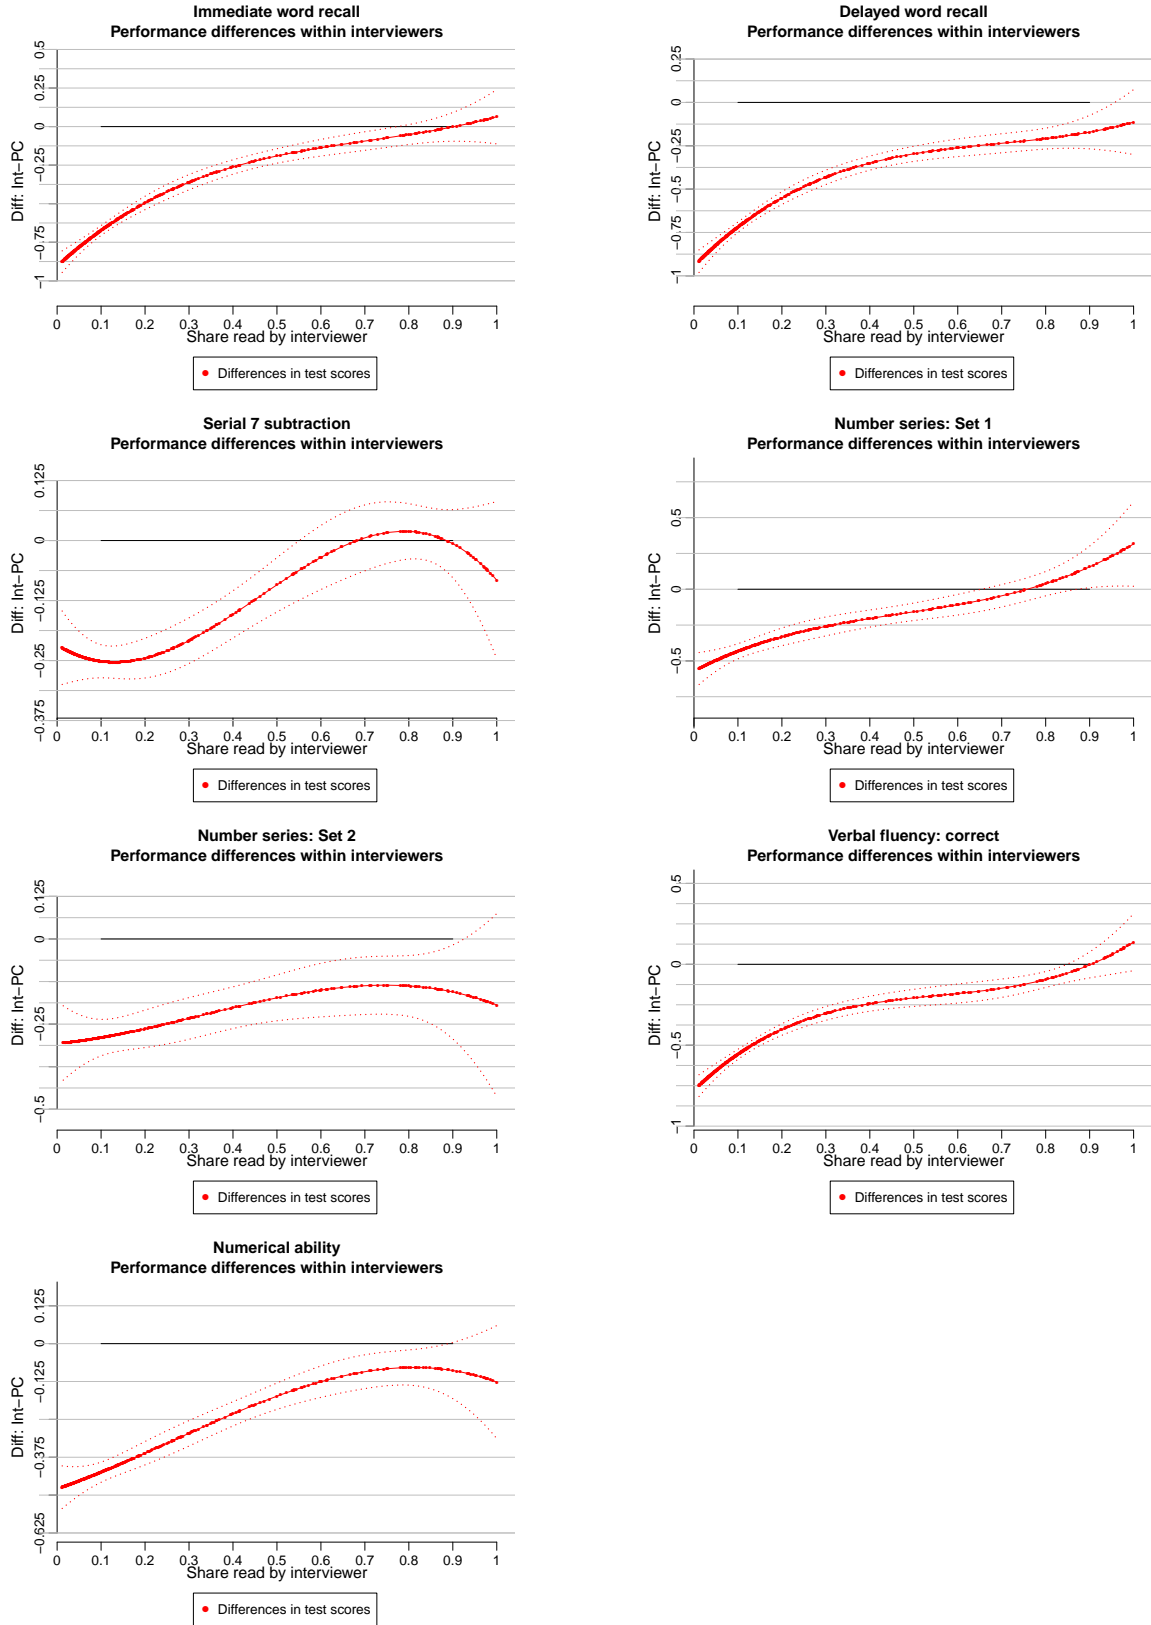 Immediate word recall
Performance differences within interviewers
Diff: Int−PC
0.5
0.25
0
−0.25
−0.75
−1
0 0.1 0.2 0.3 0.4 0.5 0.6 0.7 0.8 0.9 1
Share read by interviewer
Differences in test scores
Delayed word recall
Performance differences within interviewers
Diff: Int−PC
0.25
0
−0.25
−0.5
−0.75
−1
0 0.1 0.2 0.3 0.4 0.5 0.6 0.7 0.8 0.9 1
Share read by interviewer
Differences in test scores
Serial 7 subtraction
Performance differences within interviewers
Diff: Int−PC
0.125
0
−0.125
−0.25
−0.375
0 0.1 0.2 0.3 0.4 0.5 0.6 0.7 0.8 0.9 1
Share read by interviewer
Differences in test scores
Number series: Set 1
Performance differences within interviewers
Diff: Int−PC
0.5
0
−0.5
0 0.1 0.2 0.3 0.4 0.5 0.6 0.7 0.8 0.9 1
Share read by interviewer
Differences in test scores
Number series: Set 2
Performance differences within interviewers
Diff: Int−PC
0.125
0
−0.25
−0.5
0 0.1 0.2 0.3 0.4 0.5 0.6 0.7 0.8 0.9 1
Share read by interviewer
Differences in test scores
Verbal fluency: correct
Performance differences within interviewers
Diff: Int−PC
0.5
0
−0.5
−1
0 0.1 0.2 0.3 0.4 0.5 0.6 0.7 0.8 0.9 1
Share read by interviewer
Differences in test scores
Numerical ability
Performance differences within interviewers
Diff: Int−PC
0.125
0
−0.125
−0.375
−0.625
0 0.1 0.2 0.3 0.4 0.5 0.6 0.7 0.8 0.9 1
Share read by interviewer
Differences in test scores